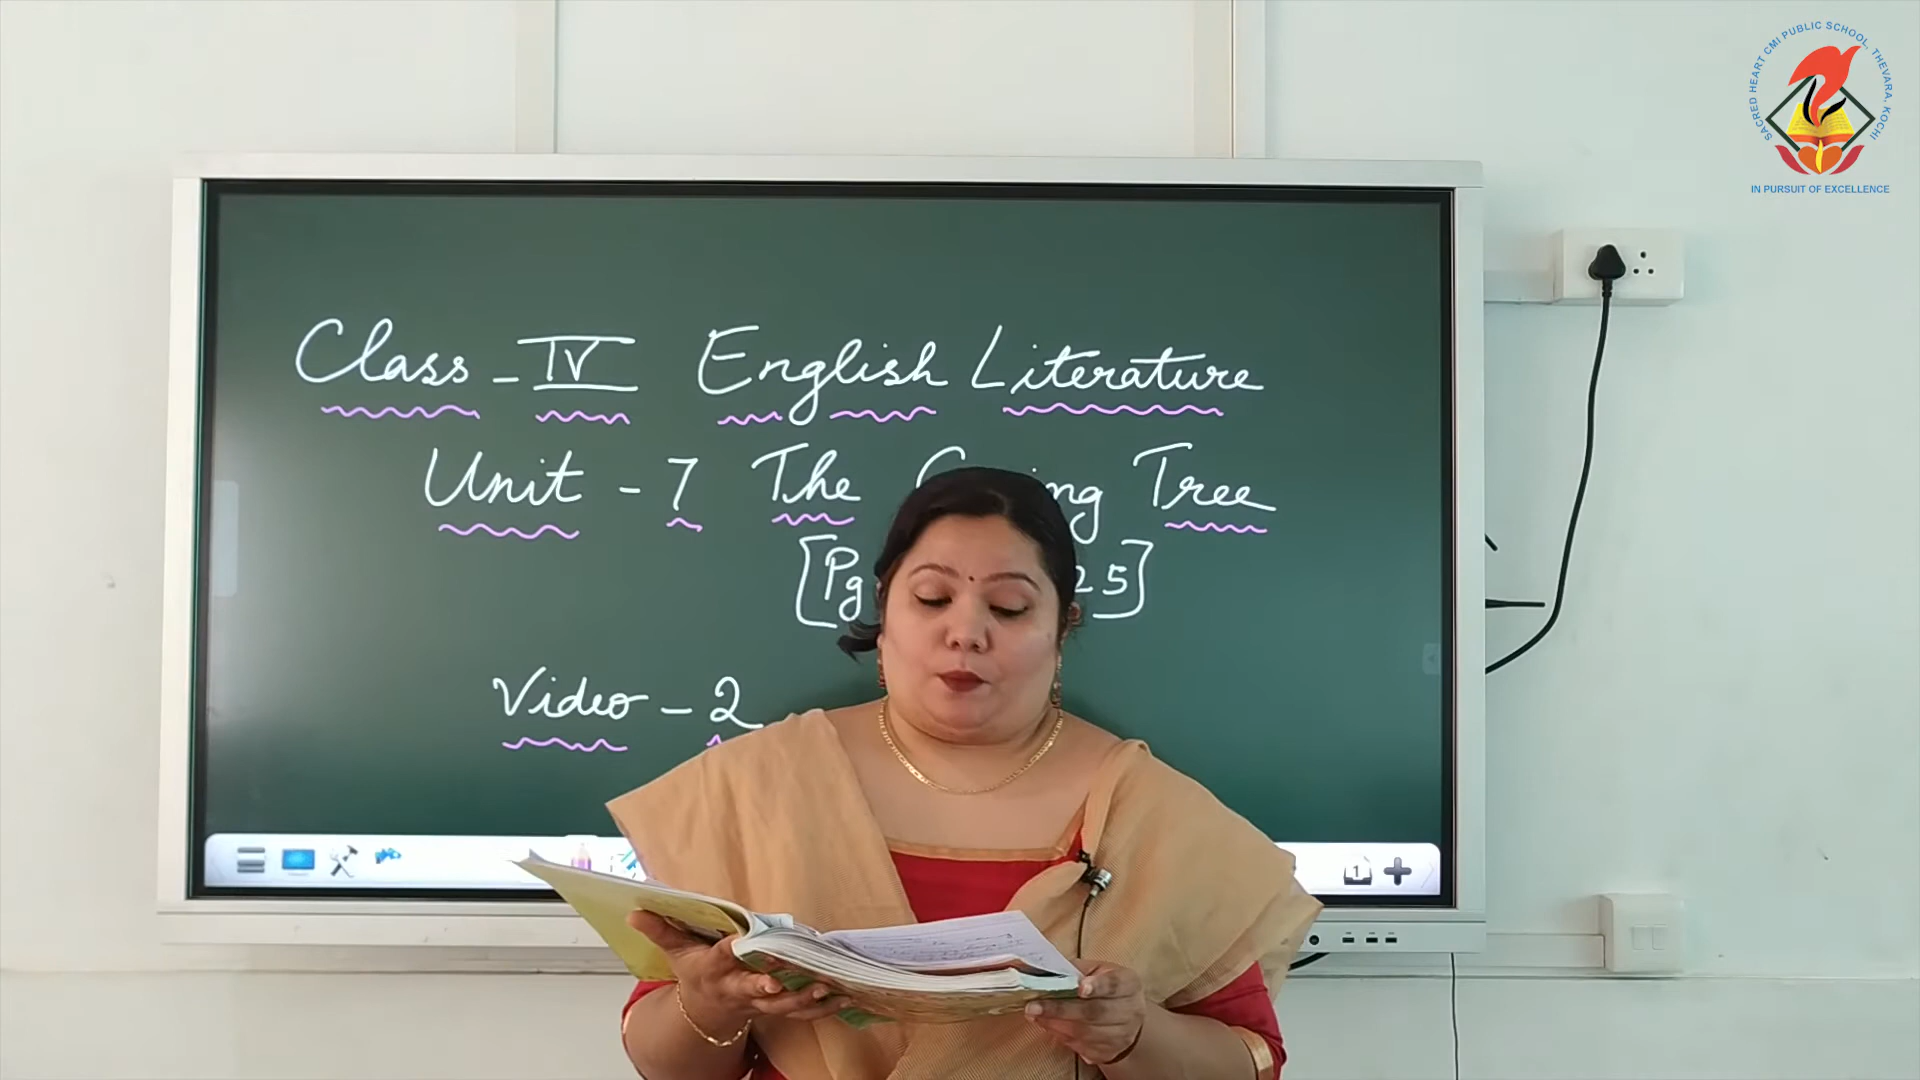 SACRED HEART CMI PUBLIC SCHOOL, THEVARA, KOCHI
IN PURSUIT OF EXCELLENCE
Class - IV English Literature
Unit - 7 The Tree
[Pg 25]
Video - 2
1